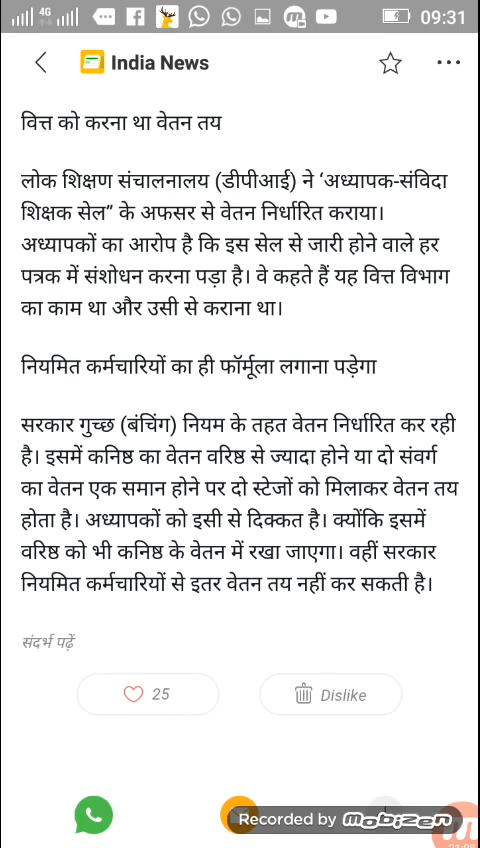 4G
09:31
India News
वित्त को करना था वेतन तय
लोक शिक्षण संचालनालय (डीपीआई) ने ‘अध्यापक-संविदा
शिक्षक सेल” के अफसर से वेतन निर्धारित कराया।
अध्यापकों का आरोप है कि इस सेल से जारी होने वाले हर
पत्रक में संशोधन करना पड़ा है। वे कहते हैं यह वित्त विभाग
का काम था और उसी से कराना था।
नियमित कर्मचारियों का ही फॉर्मूला लगाना पड़ेगा
सरकार गुच्छ (बंचिंग) नियम के तहत वेतन निर्धारित कर रही
है। इसमें कनिष्ठ का वेतन वरिष्ठ से ज्यादा होने या दो संवर्ग
का वेतन एक समान होने पर दो स्टेजों को मिलाकर वेतन तय
होता है। अध्यापकों को इसी से दिक्कत है। क्योंकि इसमें
वरिष्ठ को भी कनिष्ठ के वेतन में रखा जाएगा। वहीं सरकार
नियमित कर्मचारियों से इतर वेतन तय नहीं कर सकती है।
संदर्भ पढ़ें
25
Dislike
Recorded by mobizen
21:08